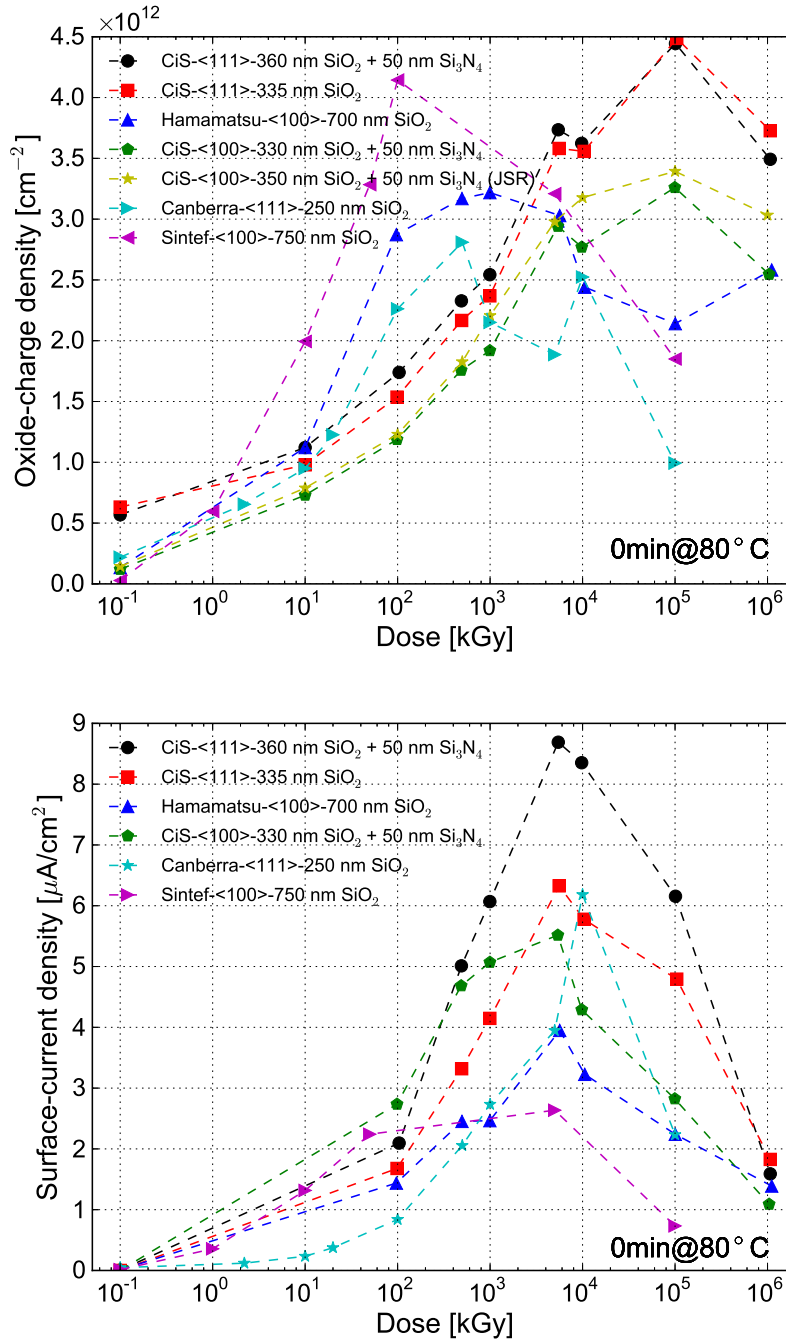 ×10¹²
4.5
4.0
3.5
3.0
2.5
2.0
1.5
1.0
0.5
0.0
Oxide-charge density [cm⁻²]
CiS-<111>-360 nm SiO₂ + 50 nm Si₃N₄
CiS-<111>-335 nm SiO₂
Hamamatsu-<100>-700 nm SiO₂
CiS-<100>-330 nm SiO₂ + 50 nm Si₃N₄
CiS-<100>-350 nm SiO₂ + 50 nm Si₃N₄ (JSR)
Canberra-<111>-250 nm SiO₂
Sintef-<100>-750 nm SiO₂
0min@80°C
10⁻¹ 10⁰ 10¹ 10² 10³ 10⁴ 10⁵ 10⁶
Dose [kGy]
9
8
7
6
5
4
3
2
1
0
Surface-current density [μA/cm²]
CiS-<111>-360 nm SiO₂ + 50 nm Si₃N₄
CiS-<111>-335 nm SiO₂
Hamamatsu-<100>-700 nm SiO₂
CiS-<100>-330 nm SiO₂ + 50 nm Si₃N₄
Canberra-<111>-250 nm SiO₂
Sintef-<100>-750 nm SiO₂
0min@80°C
10⁻¹ 10⁰ 10¹ 10² 10³ 10⁴ 10⁵ 10⁶
Dose [kGy]